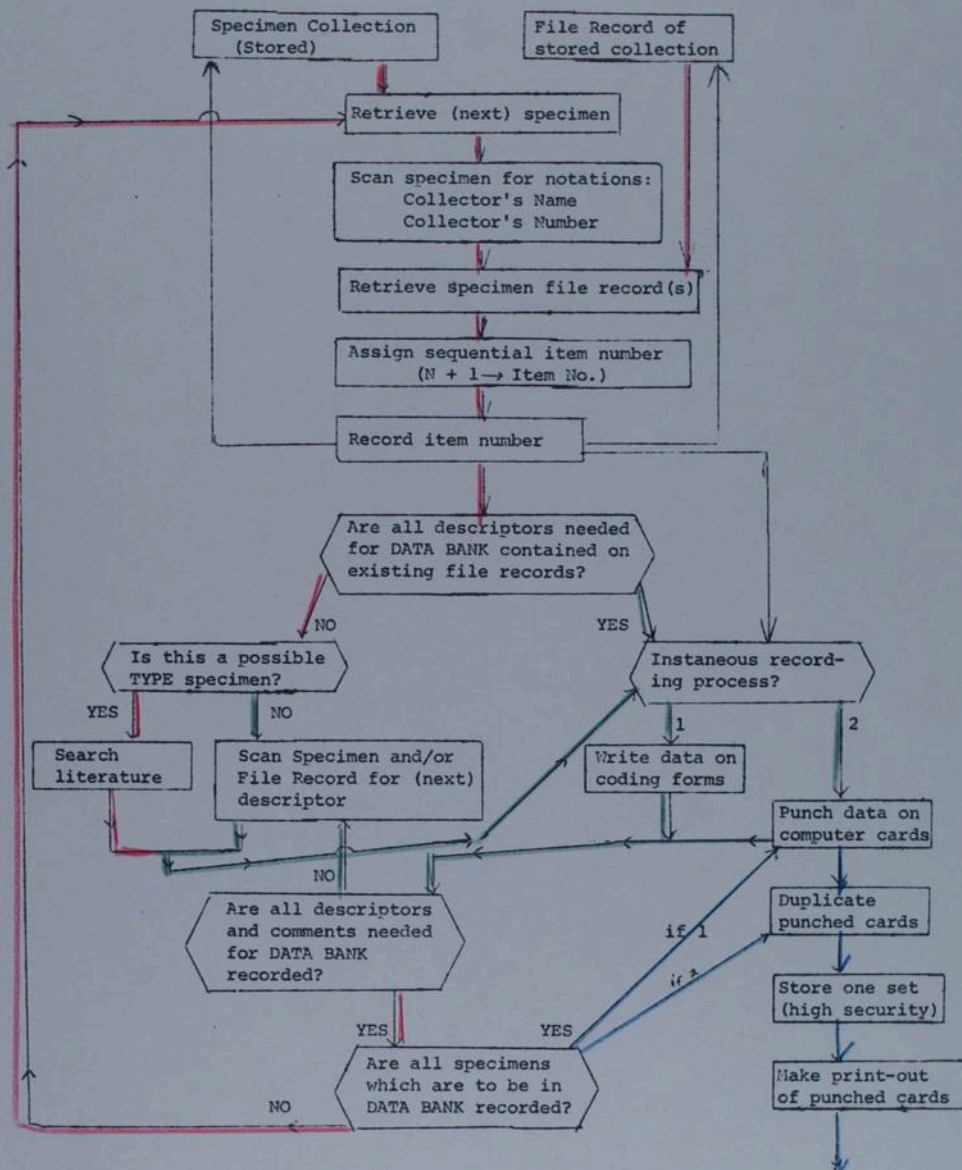 Specimen Collection
(Stored)
File Record of
stored collection
Retrieve (next) specimen
Scan specimen for notations:
Collector's Name
Collector's Number
Retrieve specimen file record(s)
Assign sequential item number
(N + 1 → Item No.)
Record item number
Are all descriptors needed
for DATA BANK contained on
existing file records?
NO
YES
Is this a possible
TYPE specimen?
Instaneous record-
ing process?
YES
NO
1
2
Search
literature
Scan Specimen and/or
File Record for (next)
descriptor
Write data on
coding forms
Punch data on
computer cards
NO
Are all descriptors
and comments needed
for DATA BANK
recorded?
Duplicate
punched cards
if 1
if 2
Store one set
(high security)
YES
YES
Are all specimens
which are to be in
DATA BANK recorded?
NO
Make print-out
of punched cards